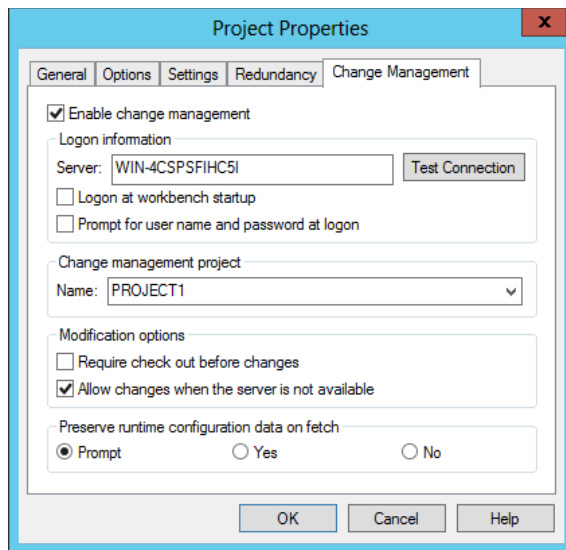 Project Properties
x
General Options Settings Redundancy Change Management
Enable change management
Logon information
Server: WIN-4CSPSFIHC5I Test Connection
Logon at workbench startup
Prompt for user name and password at logon
Change management project
Name: PROJECT1
Modification options
Require check out before changes
Allow changes when the server is not available
Preserve runtime configuration data on fetch
Prompt Yes No
OK Cancel Help